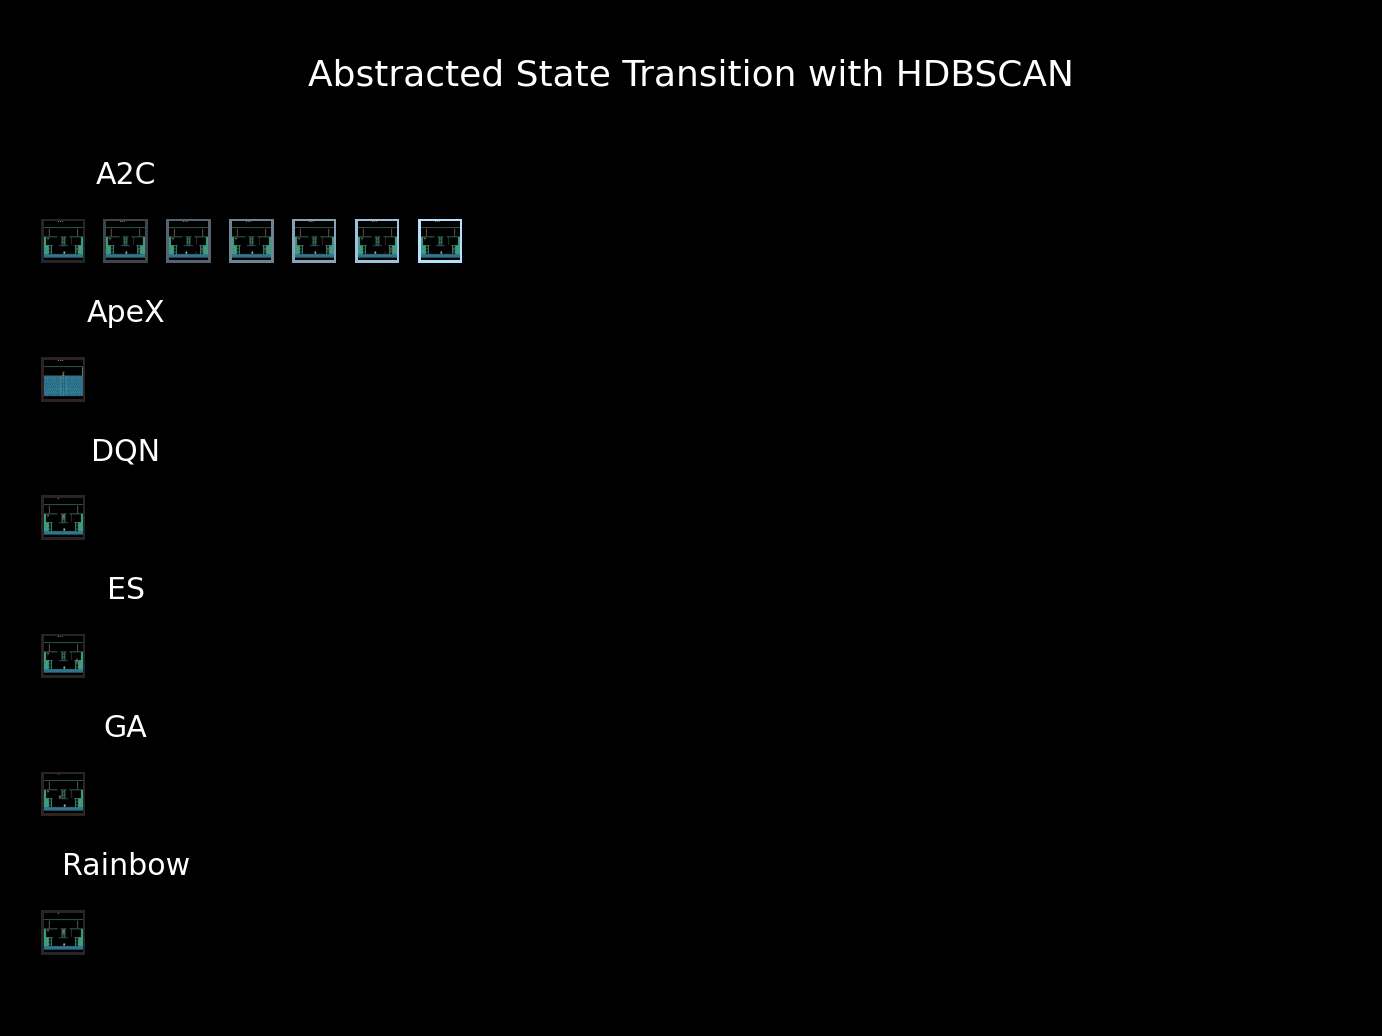 Abstracted State Transition with HDBSCAN
A2C
ApeX
DQN
ES
GA
Rainbow